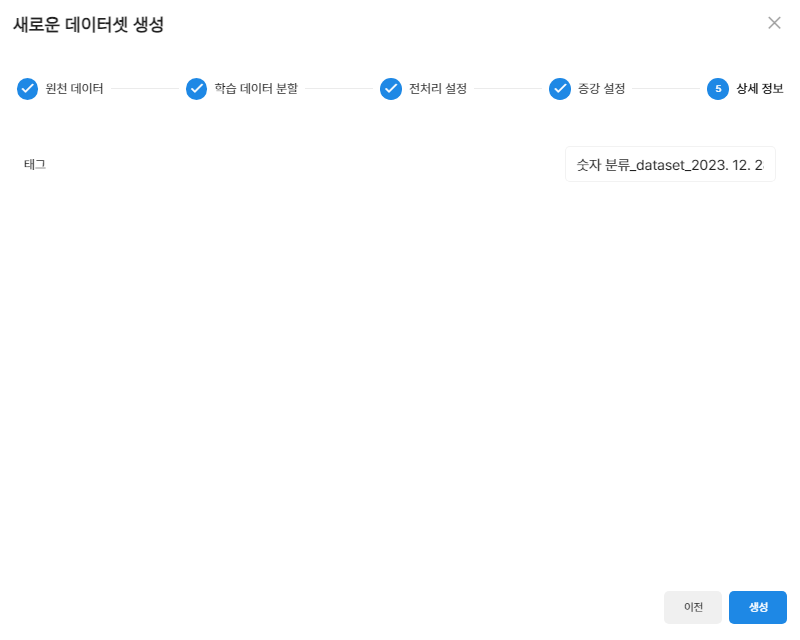 새로운 데이터셋 생성
원천 데이터 학습 데이터 분할 전처리 설정 증강 설정 5 상세 정보
태그 숫자 분류_dataset_2023. 12. 2
이전 생성